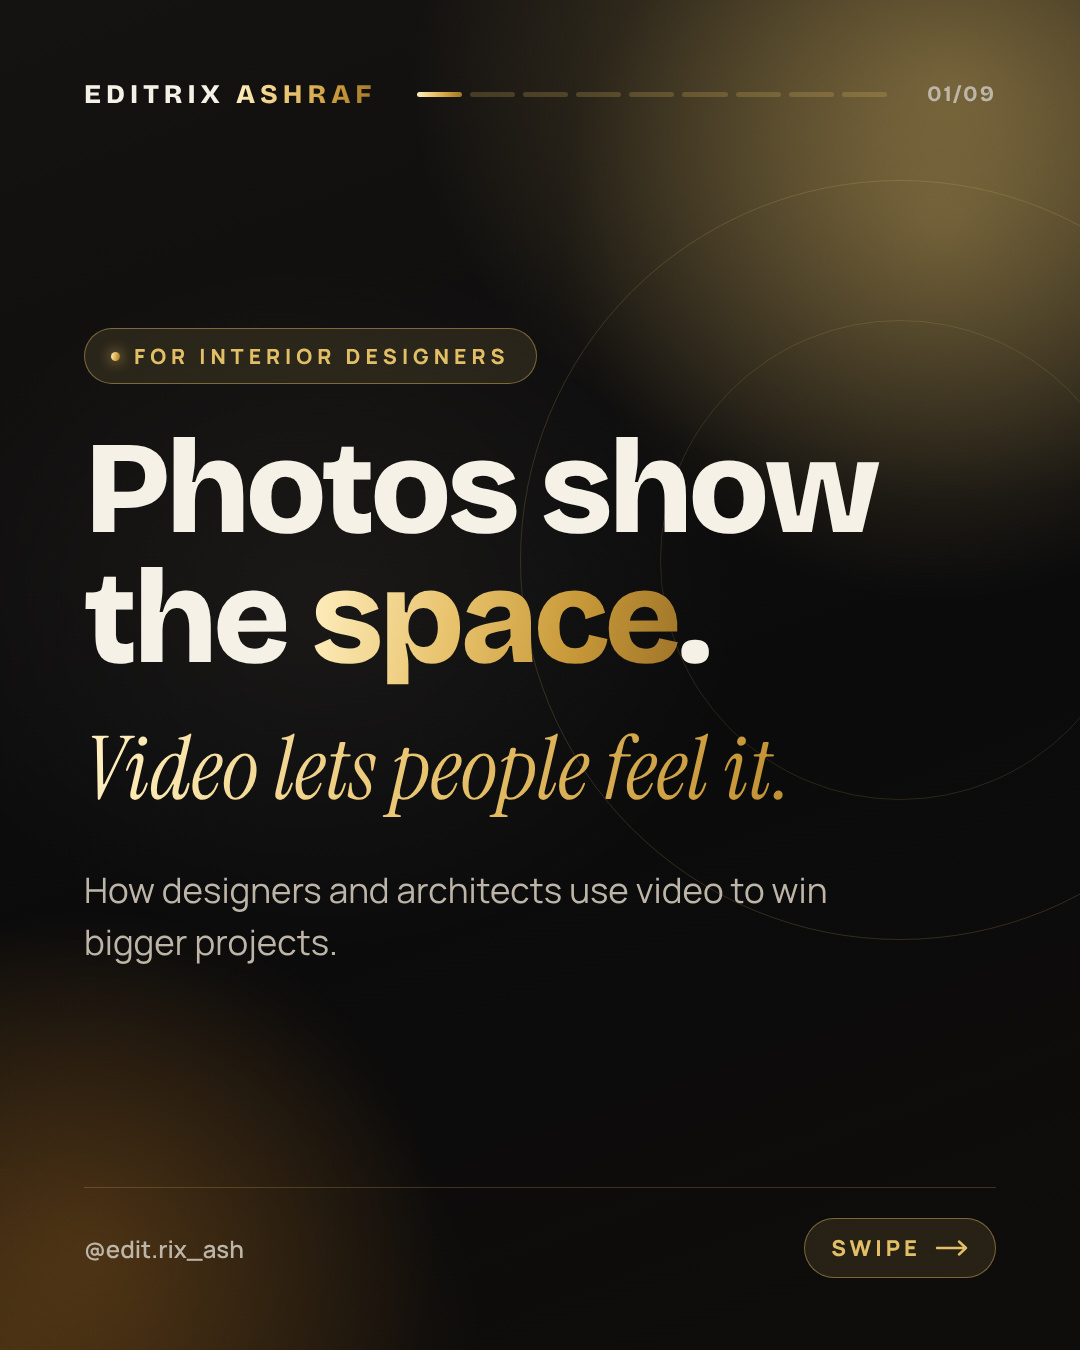 EDITRIX ASHRAF
01/09
FOR INTERIOR DESIGNERS
Photos show
the space.
Video lets people feel it.
How designers and architects use video to win
bigger projects.
@edit.rix_ash
SWIPE →